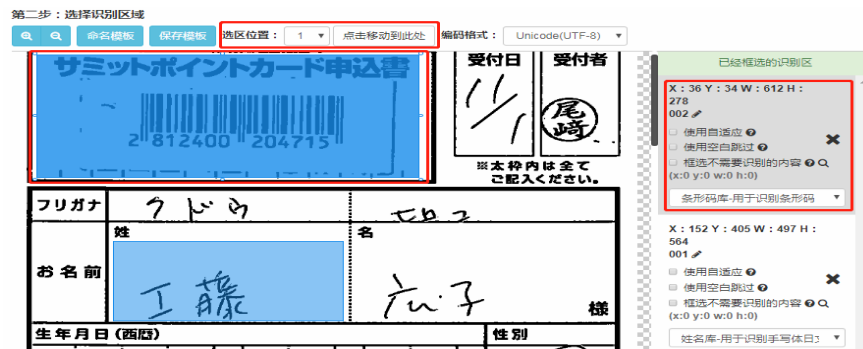 第二步：选择识别区域
命名模板 保存模板 选区位置： 1 点击移动到此处 编码格式： Unicode(UTF-8)
サミットポイントカード申込書
2 812400 204715
受付日 受付者
11/1 尾崎
※太枠内は全て
ご記入ください。
フリガナ クドウ ヒロコ
お名前 姓 工藤 名 広子 様
生年月日(西暦) 性別
已经框选的识别区
X：36 Y：34 W：612 H：
278
002
使用自适应
使用空白跳过
框选不需要识别的内容
(x:0 y:0 w:0 h:0)
条形码库-用于识别条形码
X：152 Y：405 W：497 H：
564
001
使用自适应
使用空白跳过
框选不需要识别的内容
(x:0 y:0 w:0 h:0)
姓名库-用于识别手写体日